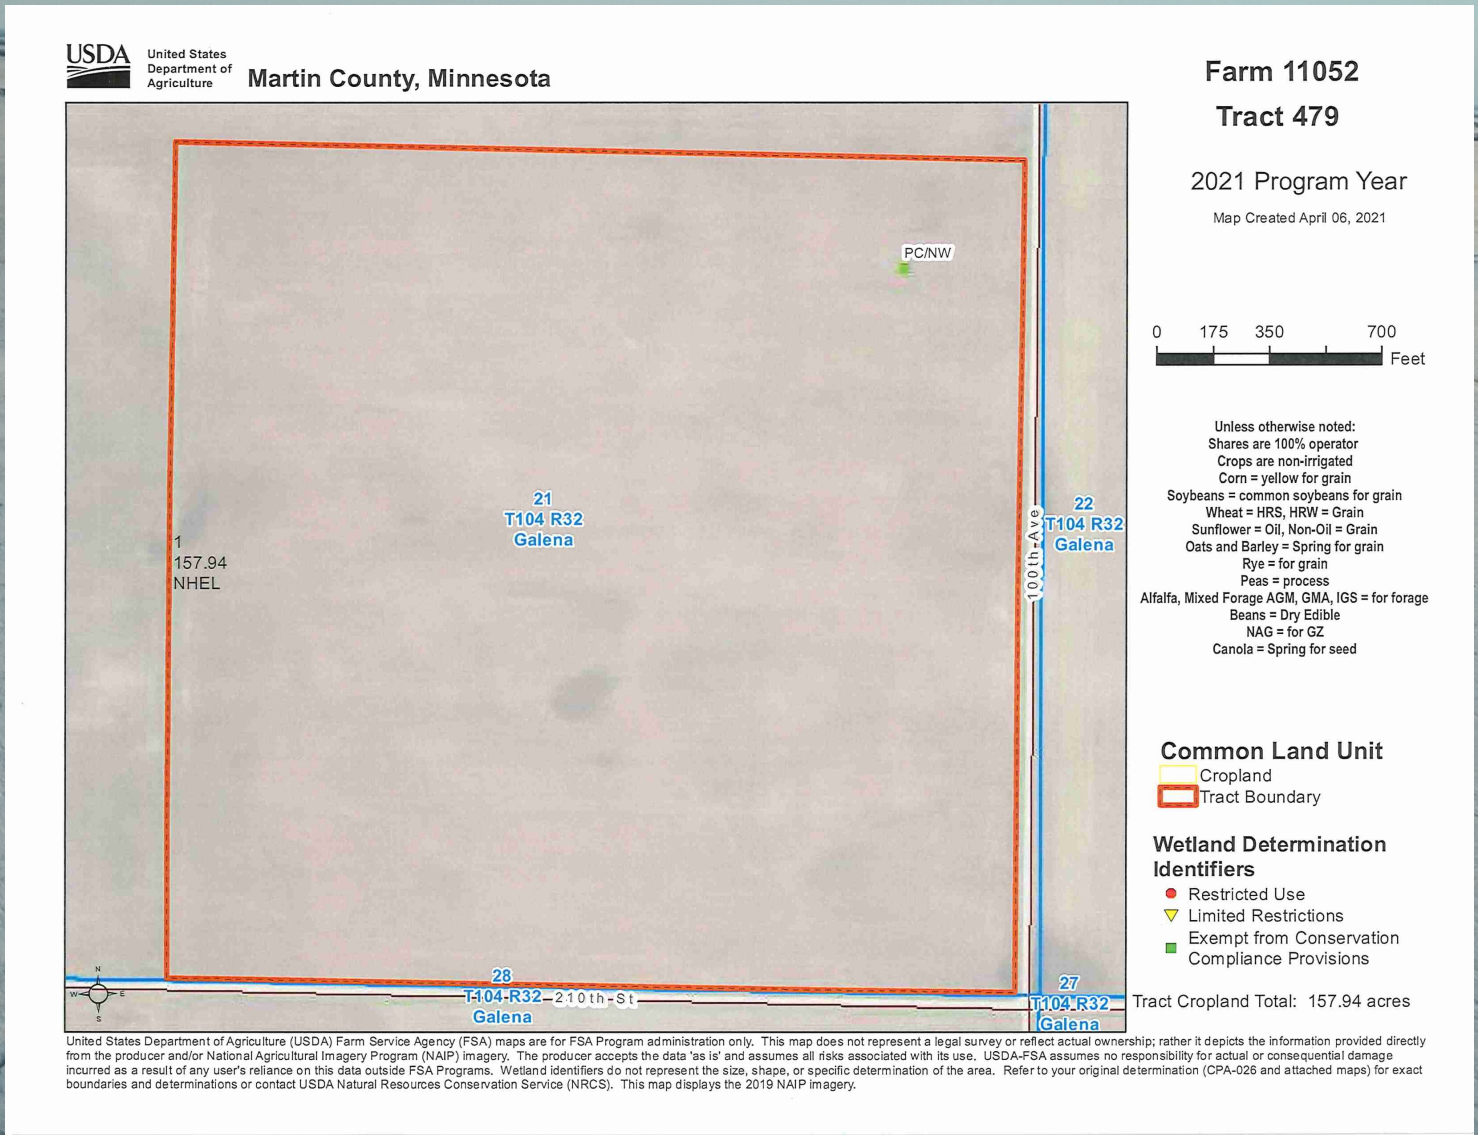 USDA
United States
Department of
Agriculture
Martin County, Minnesota
Farm 11052
Tract 479
2021 Program Year
Map Created April 06, 2021
PC/NW
0 175 350 700
Feet
Unless otherwise noted:
Shares are 100% operator
Crops are non-irrigated
Corn = yellow for grain
Soybeans = common soybeans for grain
Wheat = HRS, HRW = Grain
Sunflower = Oil, Non-Oil = Grain
Oats and Barley = Spring for grain
Rye = for grain
Peas = process
Alfalfa, Mixed Forage AGM, GMA, IGS = for forage
Beans = Dry Edible
NAG = for GZ
Canola = Spring for seed
21
T104 R32
Galena
22
T104 R32
Galena
100th Ave
1
157.94
NHEL
Common Land Unit
Cropland
Tract Boundary
Wetland Determination
Identifiers
Restricted Use
Limited Restrictions
Exempt from Conservation
Compliance Provisions
N
W E
S
28
T104 R32
Galena
210th St
27
T104 R32
Galena
Tract Cropland Total: 157.94 acres
United States Department of Agriculture (USDA) Farm Service Agency (FSA) maps are for FSA Program administration only. This map does not represent a legal survey or reflect actual ownership; rather it depicts the information provided directly
from the producer and/or National Agricultural Imagery Program (NAIP) imagery. The producer accepts the data 'as is' and assumes all risks associated with its use. USDA-FSA assumes no responsibility for actual or consequential damage
incurred as a result of any user's reliance on this data outside FSA Programs. Wetland identifiers do not represent the size, shape, or specific determination of the area. Refer to your original determination (CPA-026 and attached maps) for exact
boundaries and determinations or contact USDA Natural Resources Conservation Service (NRCS). This map displays the 2019 NAIP imagery.